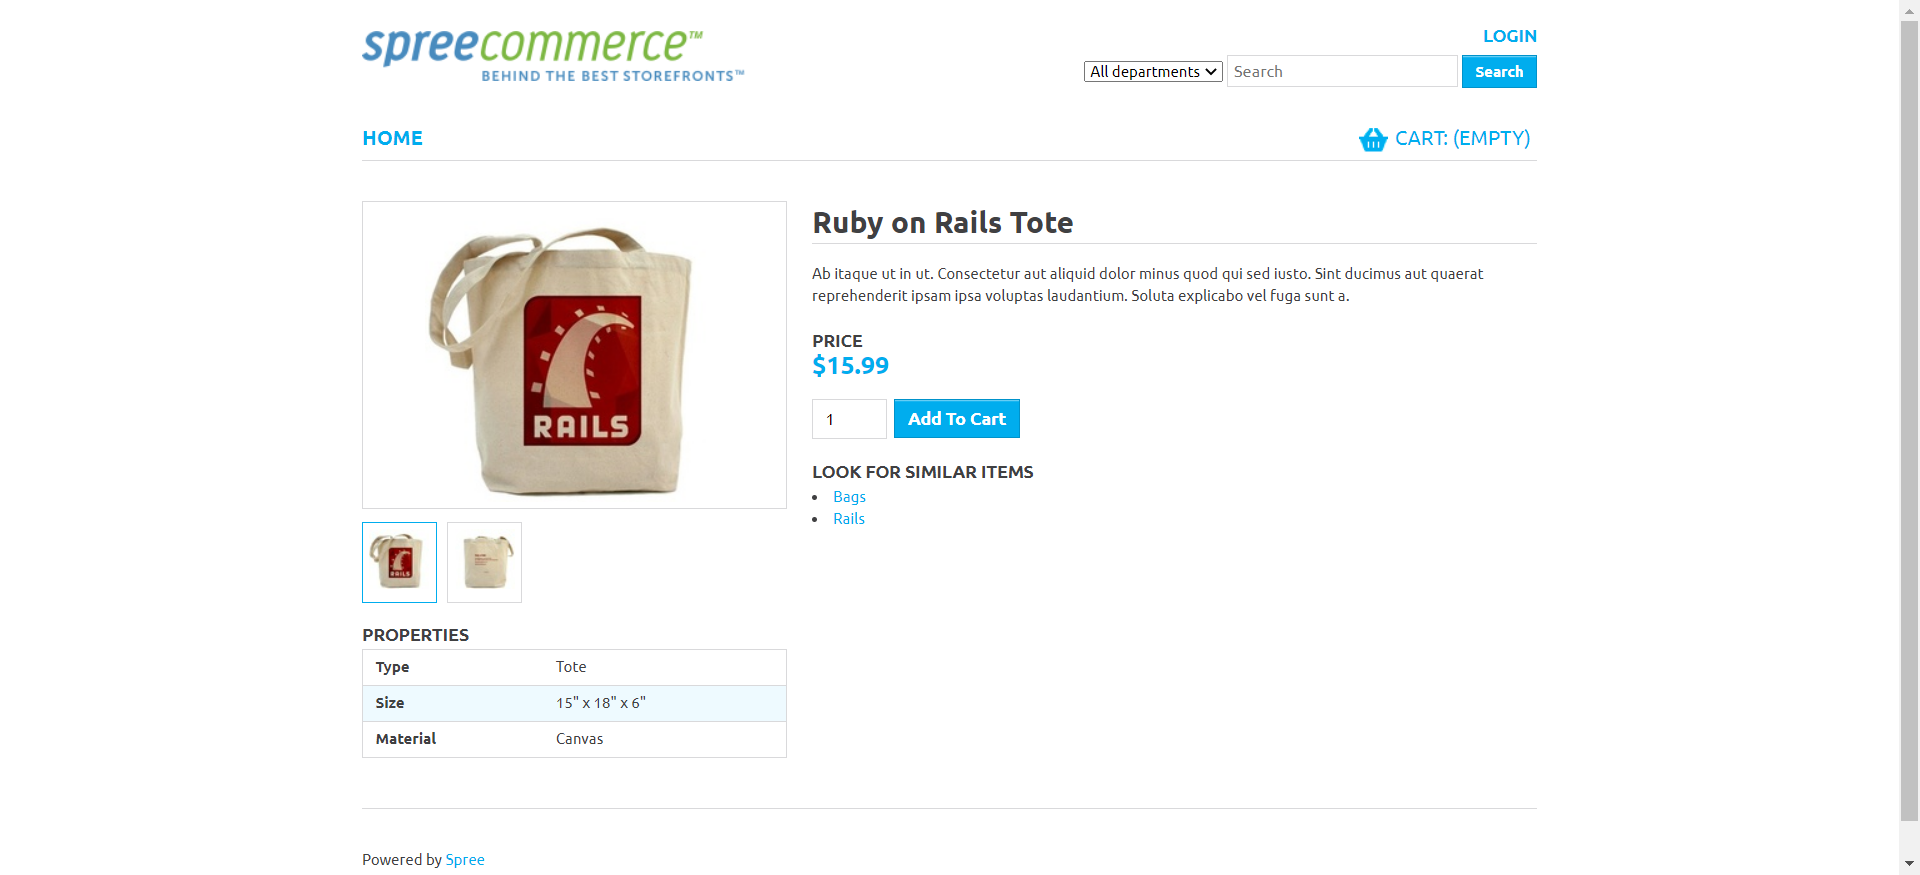 spreecommerce™
BEHIND THE BEST STOREFRONTS™
LOGIN
All departments
Search
Search
HOME
CART: (EMPTY)
RAILS
Ruby on Rails Tote
Ab itaque ut in ut. Consectetur aut aliquid dolor minus quod qui sed iusto. Sint ducimus aut quaerat
reprehenderit ipsam ipsa voluptas laudantium. Soluta explicabo vel fuga sunt a.
PRICE
$15.99
1
Add To Cart
LOOK FOR SIMILAR ITEMS
Bags
Rails
RAILS
PROPERTIES
Type Tote
Size 15" x 18" x 6"
Material Canvas
Powered by Spree